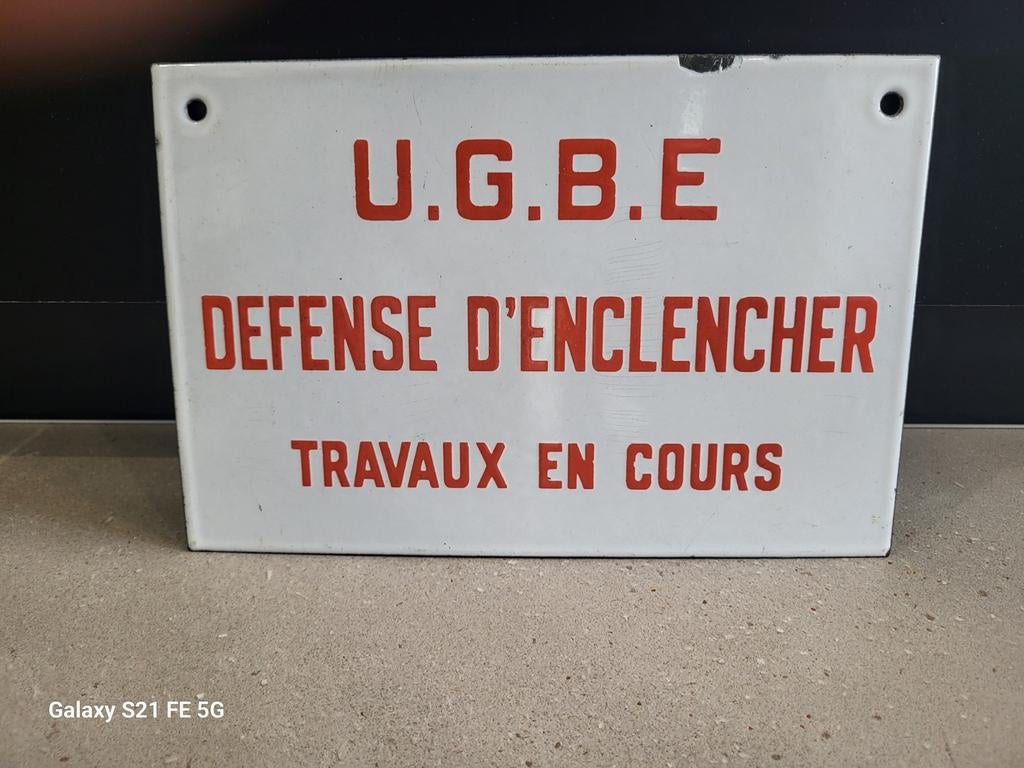 U.G.B.E
DEFENSE D'ENCLENCHER
TRAVAUX EN COURS
Galaxy S21 FE 5G